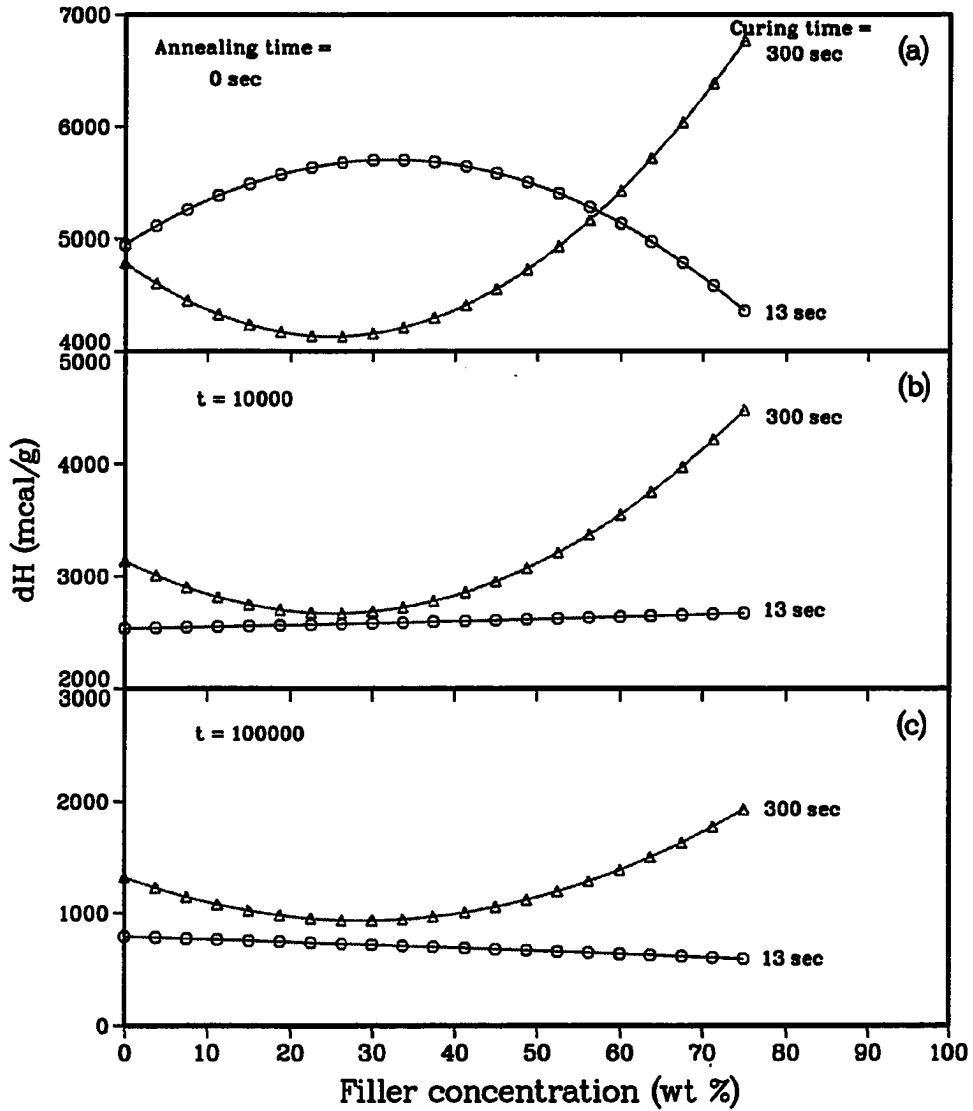 7000
Annealing time =
0 sec
Curing time =
300 sec
(a)
6000
5000
13 sec
4000
5000
t = 10000
(b)
300 sec
4000
3000
13 sec
2000
3000
t = 100000
(c)
2000
300 sec
1000
13 sec
0
dH (mcal/g)
0 10 20 30 40 50 60 70 80 90 100
Filler concentration (wt %)